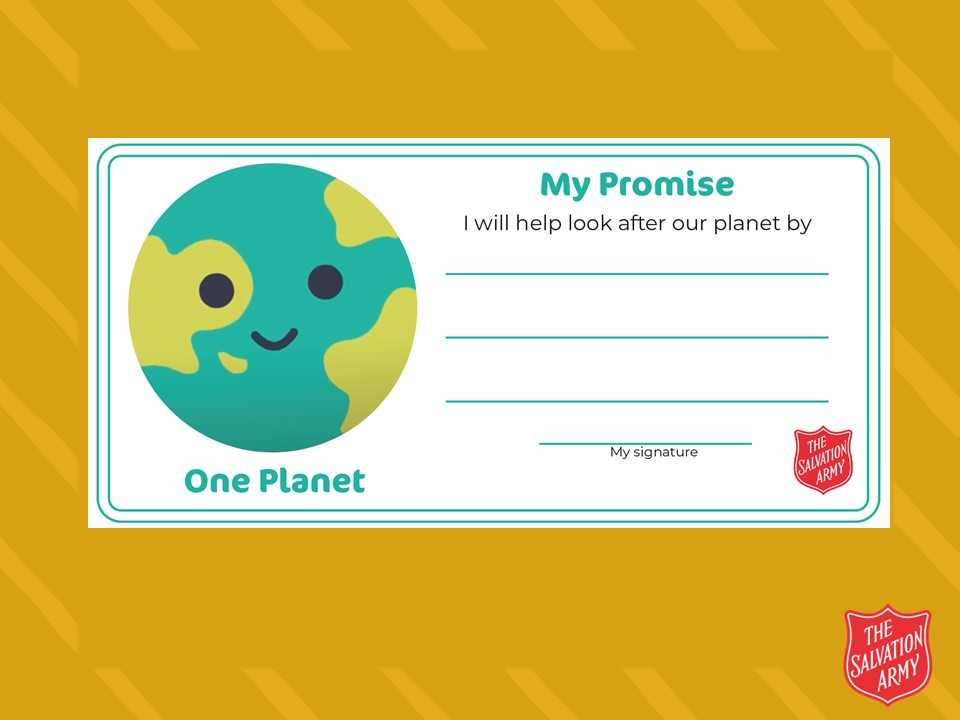 My Promise
I will help look after our planet by
My signature
THE
SALVATION
ARMY
One Planet
THE
SALVATION
ARMY